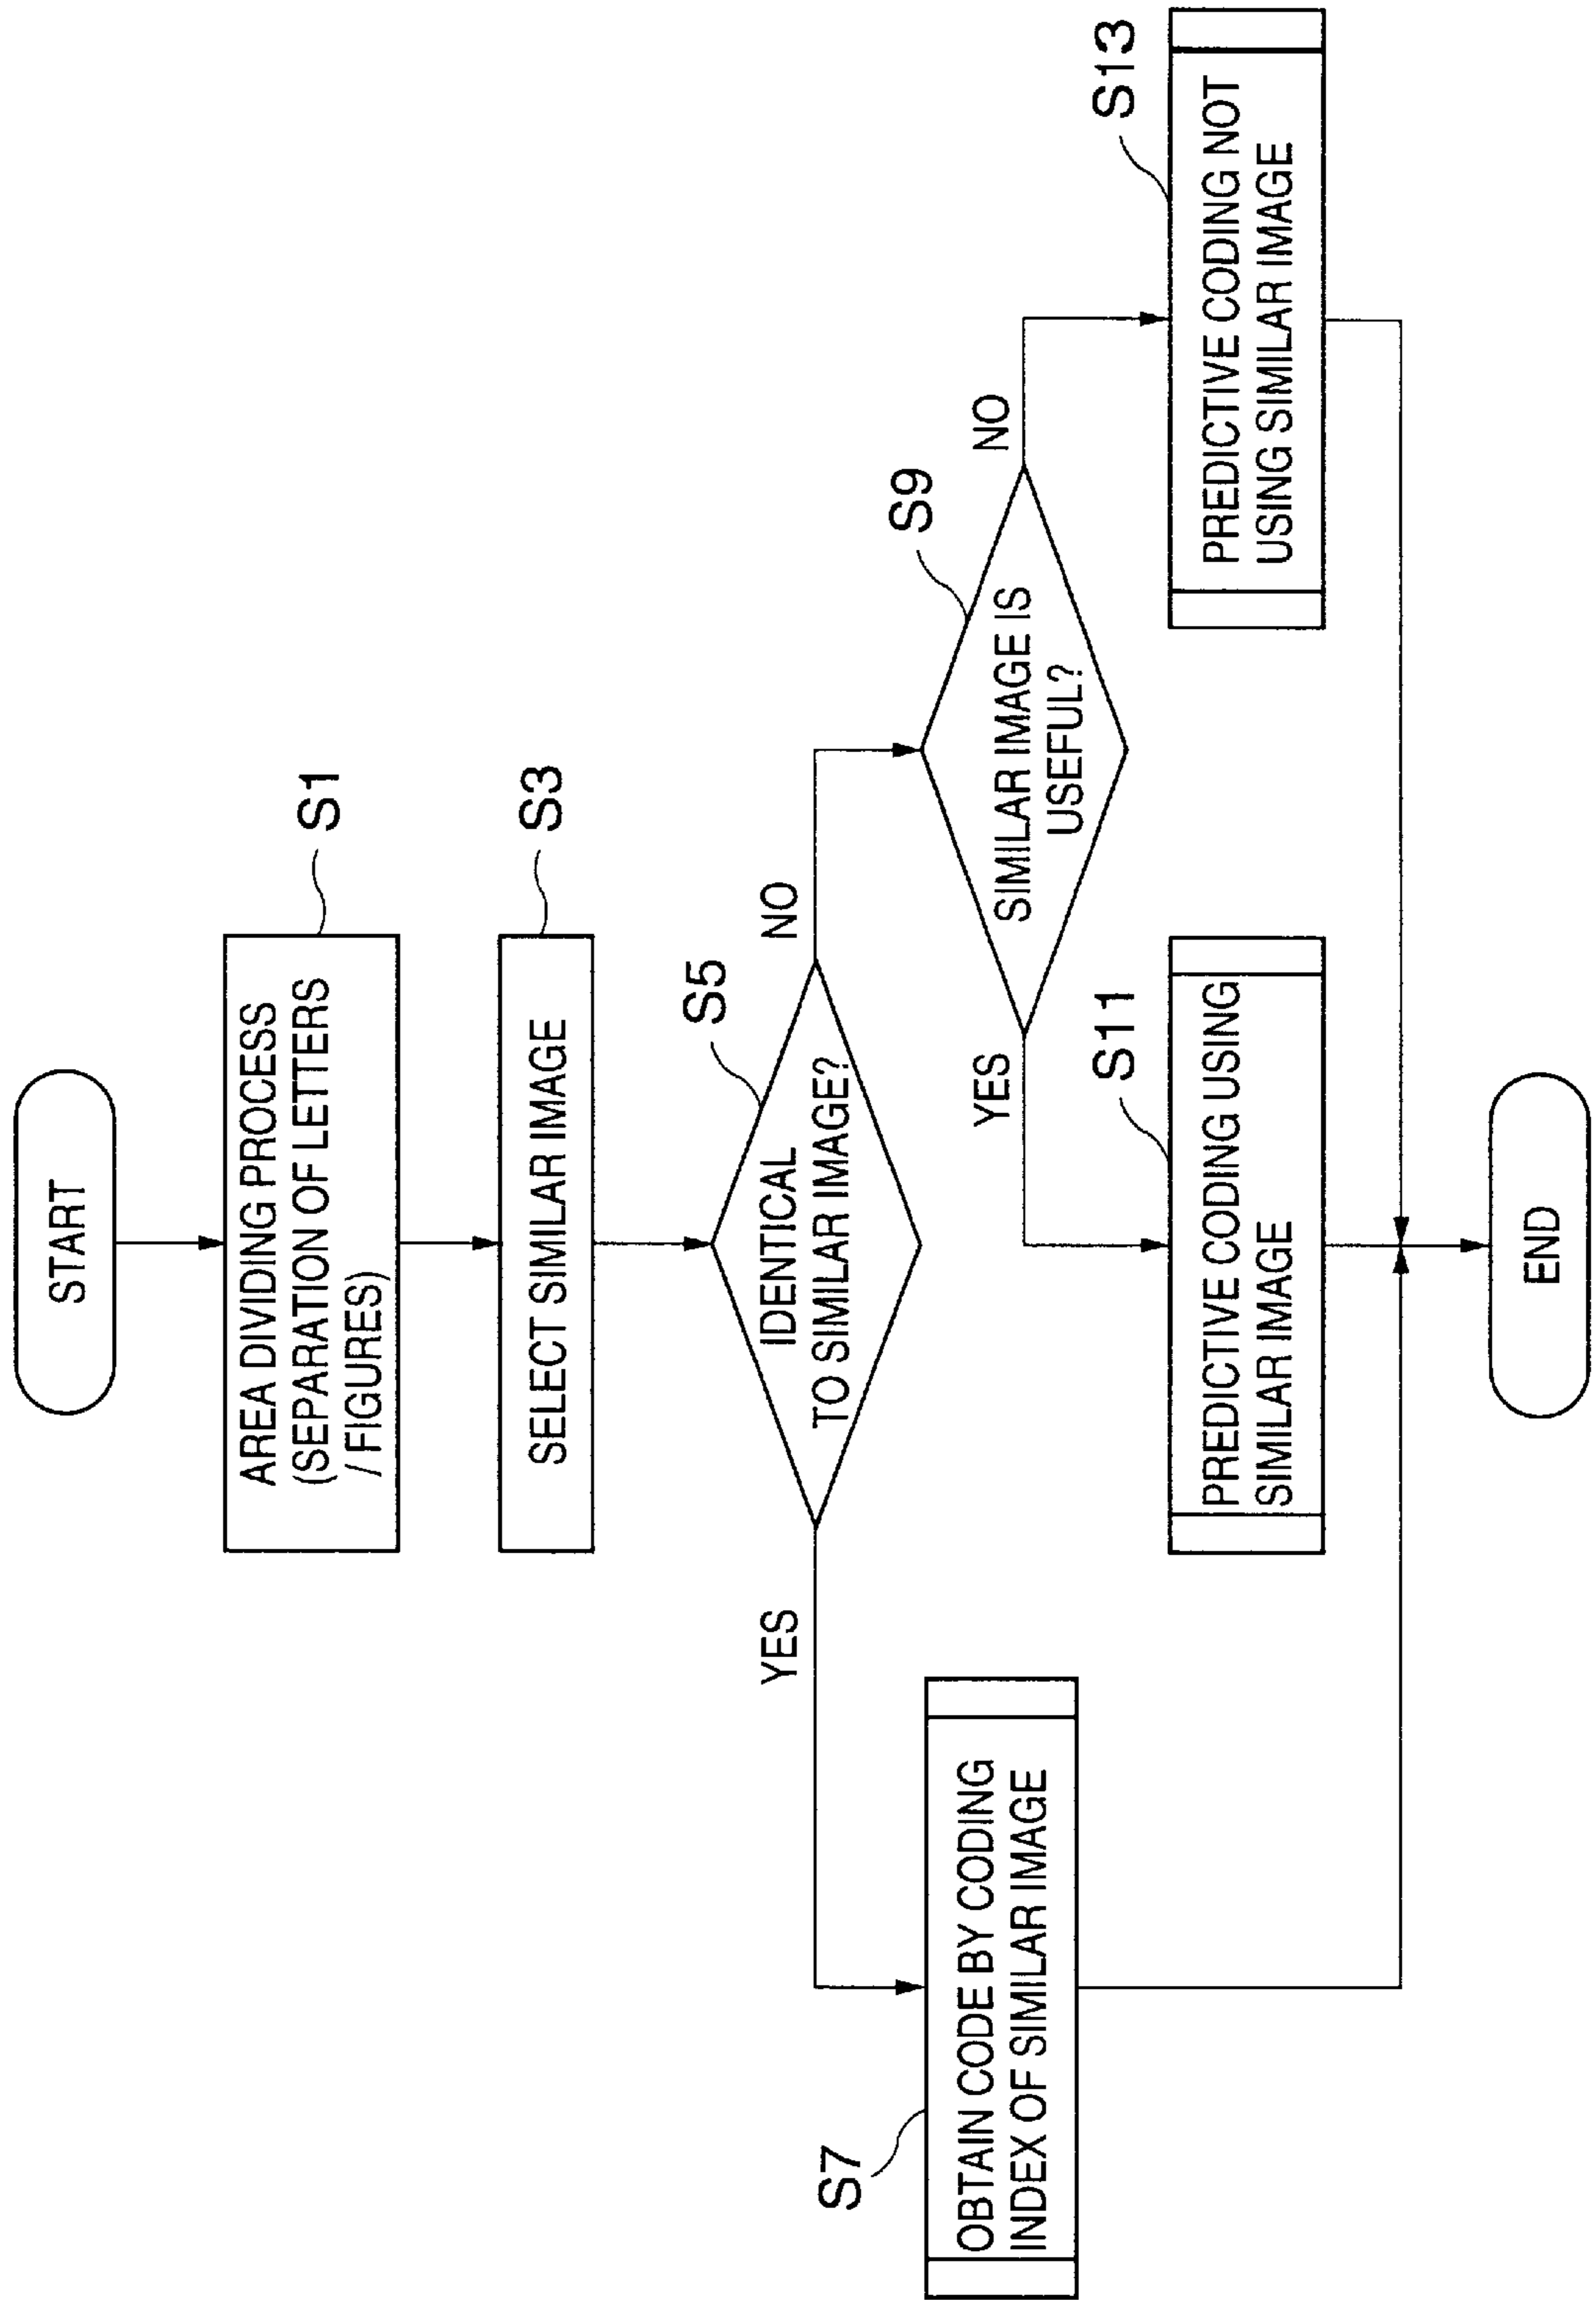 START
S1
AREA DIVIDING PROCESS
(SEPARATION OF LETTERS
/ FIGURES)
S3
SELECT SIMILAR IMAGE
S5
IDENTICAL
TO SIMILAR IMAGE?
YES
NO
S7
OBTAIN CODE BY CODING
INDEX OF SIMILAR IMAGE
S9
SIMILAR IMAGE IS
USEFUL?
YES
NO
S11
PREDICTIVE CODING USING
SIMILAR IMAGE
S13
PREDICTIVE CODING NOT
USING SIMILAR IMAGE
END